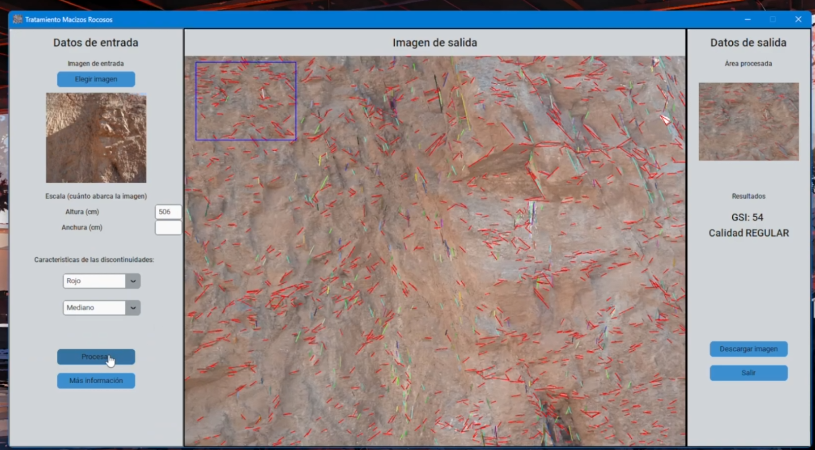 Tratamiento Macizos Rocosos
Datos de entrada
Imagen de entrada
Elegir imagen
Escala (cuánto abarca la imagen)
Altura (cm)
506
Anchura (cm)
Características de las discontinuidades:
Rojo
Mediano
Procesar
Más información
Imagen de salida
Datos de salida
Área procesada
Resultados
GSI: 54
Calidad REGULAR
Descargar imagen
Salir